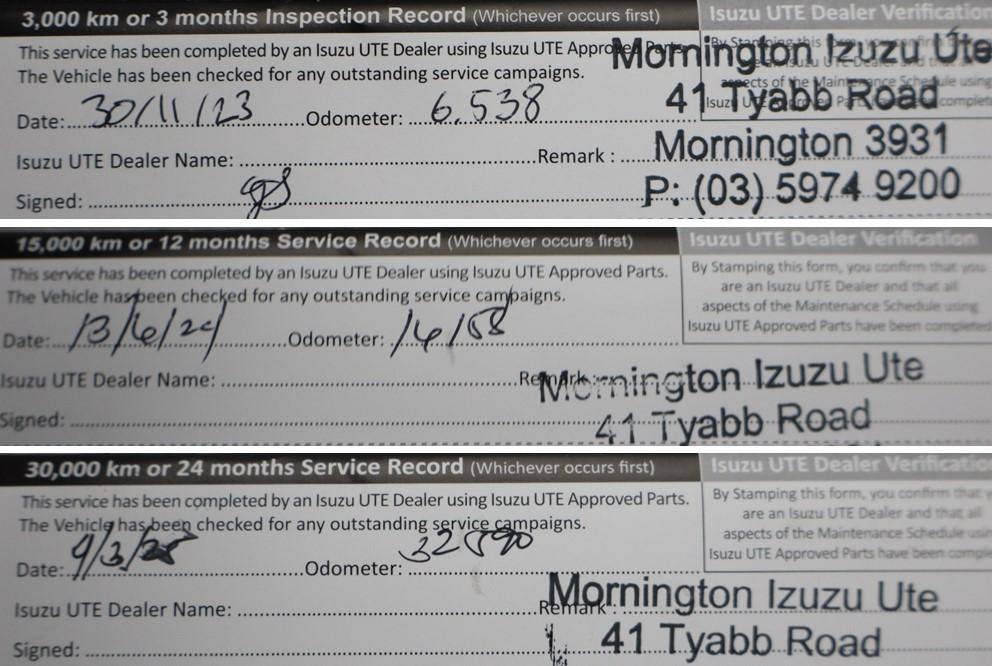 3,000 km or 3 months Inspection Record (Whichever occurs first) Isuzu UTE Dealer Verification
This service has been completed by an Isuzu UTE Dealer using Isuzu UTE Approved Parts.
The Vehicle has been checked for any outstanding service campaigns.
Mornington Izuzu Ute
41 Tyabb Road
Mornington 3931
P: (03) 5974 9200
Date: 30/11/23 Odometer: 6,538
Isuzu UTE Dealer Name: Remark :
Signed:
15,000 km or 12 months Service Record (Whichever occurs first) Isuzu UTE Dealer Verification
This service has been completed by an Isuzu UTE Dealer using Isuzu UTE Approved Parts.
The Vehicle has been checked for any outstanding service campaigns.
By Stamping this form, you confirm that you
are an Isuzu UTE Dealer and that all
aspects of the Maintenance Schedule using
Isuzu UTE Approved Parts have been completed
Date: 13/6/24 Odometer:
Isuzu UTE Dealer Name: Remark :
Signed:
Mornington Izuzu Ute
41 Tyabb Road
30,000 km or 24 months Service Record (Whichever occurs first) Isuzu UTE Dealer Verification
This service has been completed by an Isuzu UTE Dealer using Isuzu UTE Approved Parts.
The Vehicle has been checked for any outstanding service campaigns.
By Stamping this form, you confirm that
are an Isuzu UTE Dealer and that all
aspects of the Maintenance Schedule
Isuzu UTE Approved Parts have been
Date: Odometer:
Isuzu UTE Dealer Name: Remark
Signed:
Mornington Izuzu Ute
41 Tyabb Road